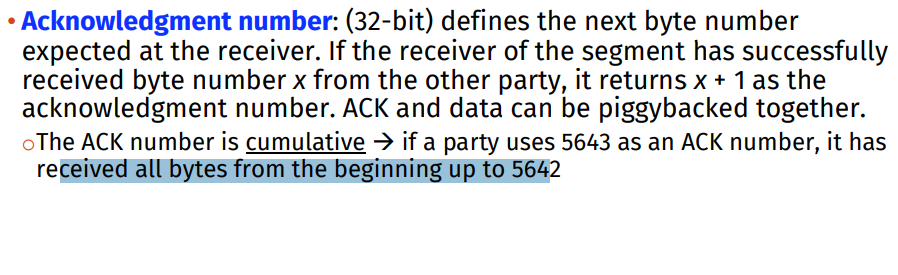 • Acknowledgment number: (32-bit) defines the next byte number
expected at the receiver. If the receiver of the segment has successfully
received byte number x from the other party, it returns x + 1 as the
acknowledgment number. ACK and data can be piggybacked together.
○The ACK number is cumulative → if a party uses 5643 as an ACK number, it has
received all bytes from the beginning up to 5642